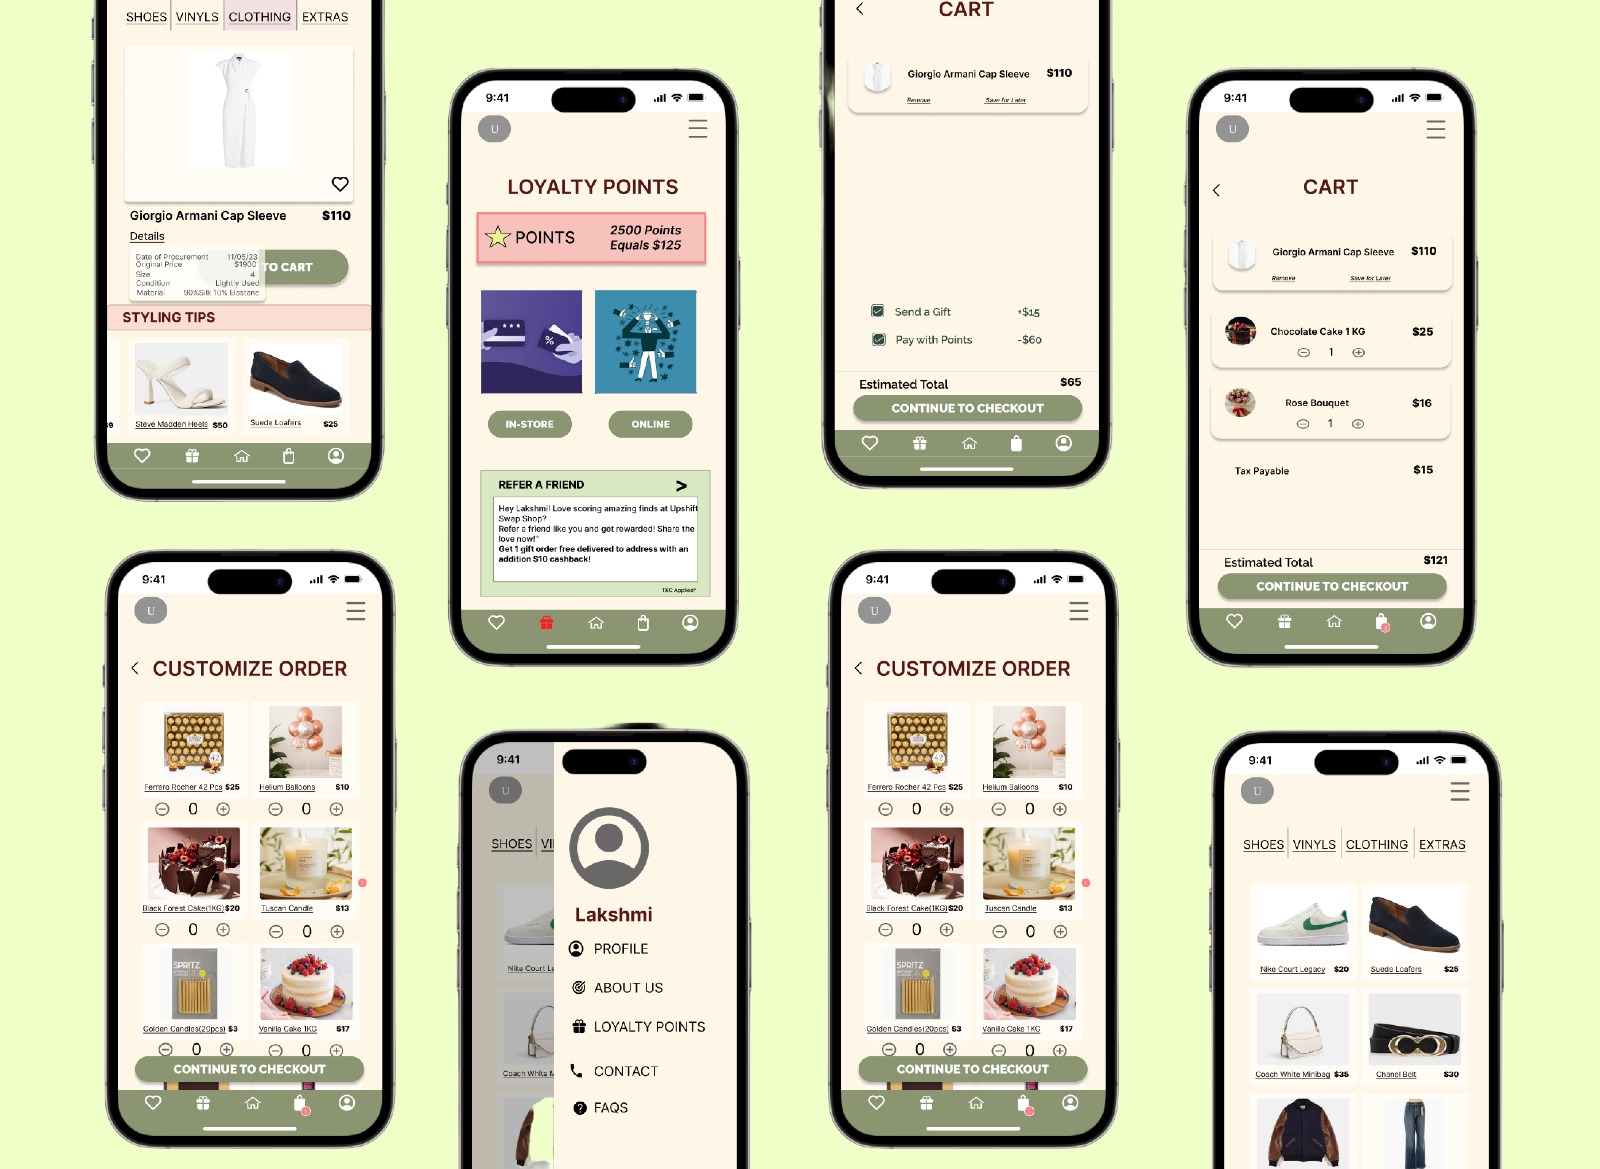 SHOES VINYLS CLOTHING EXTRAS
Giorgio Armani Cap Sleeve $110
Details
Date of Procurement 11/05/23
Original Price $1900
Size 4
Condition Lightly Used
Material 90%Silk 10% Elastane
TO CART
STYLING TIPS
Steve Madden Heels $50
Suede Loafers $25
9:41
U
CUSTOMIZE ORDER
Ferrero Rocher 42 Pcs $25
Helium Balloons $10
0
0
Black Forest Cake(1KG) $20
Tuscan Candle $13
0
0
SPRITZ
Golden Candles(20pcs) $3
Vanilla Cake 1KG $17
0
0
CONTINUE TO CHECKOUT
9:41
U
LOYALTY POINTS
POINTS
2500 Points
Equals $125
%
IN-STORE
ONLINE
REFER A FRIEND >
Hey Lakshmi! Love scoring amazing finds at Upshift
Swap Shop?
Refer a friend like you and get rewarded! Share the
love now!"
Get 1 gift order free delivered to address with an
addition $10 cashback!
T&C Applied*
9:41
U
SHOES VI
Nike Court L
Coach White M
Lakshmi
PROFILE
ABOUT US
LOYALTY POINTS
CONTACT
FAQS
CART
Giorgio Armani Cap Sleeve $110
Remove Save for Later
Send a Gift +$15
Pay with Points -$60
Estimated Total $65
CONTINUE TO CHECKOUT
9:41
U
CUSTOMIZE ORDER
Ferrero Rocher 42 Pcs $25
Helium Balloons $10
0
0
Black Forest Cake(1KG) $20
Tuscan Candle $13
0
0
SPRITZ
Golden Candles(20pcs) $3
Vanilla Cake 1KG $17
0
0
CONTINUE TO CHECKOUT
9:41
U
CART
Giorgio Armani Cap Sleeve $110
Remove Save for Later
Chocolate Cake 1 KG $25
1
Rose Bouquet $16
1
Tax Payable $15
Estimated Total $121
CONTINUE TO CHECKOUT
9:41
U
SHOES VINYLS CLOTHING EXTRAS
Nike Court Legacy $20
Suede Loafers $25
Coach White Minibag $35
Chanel Belt $30